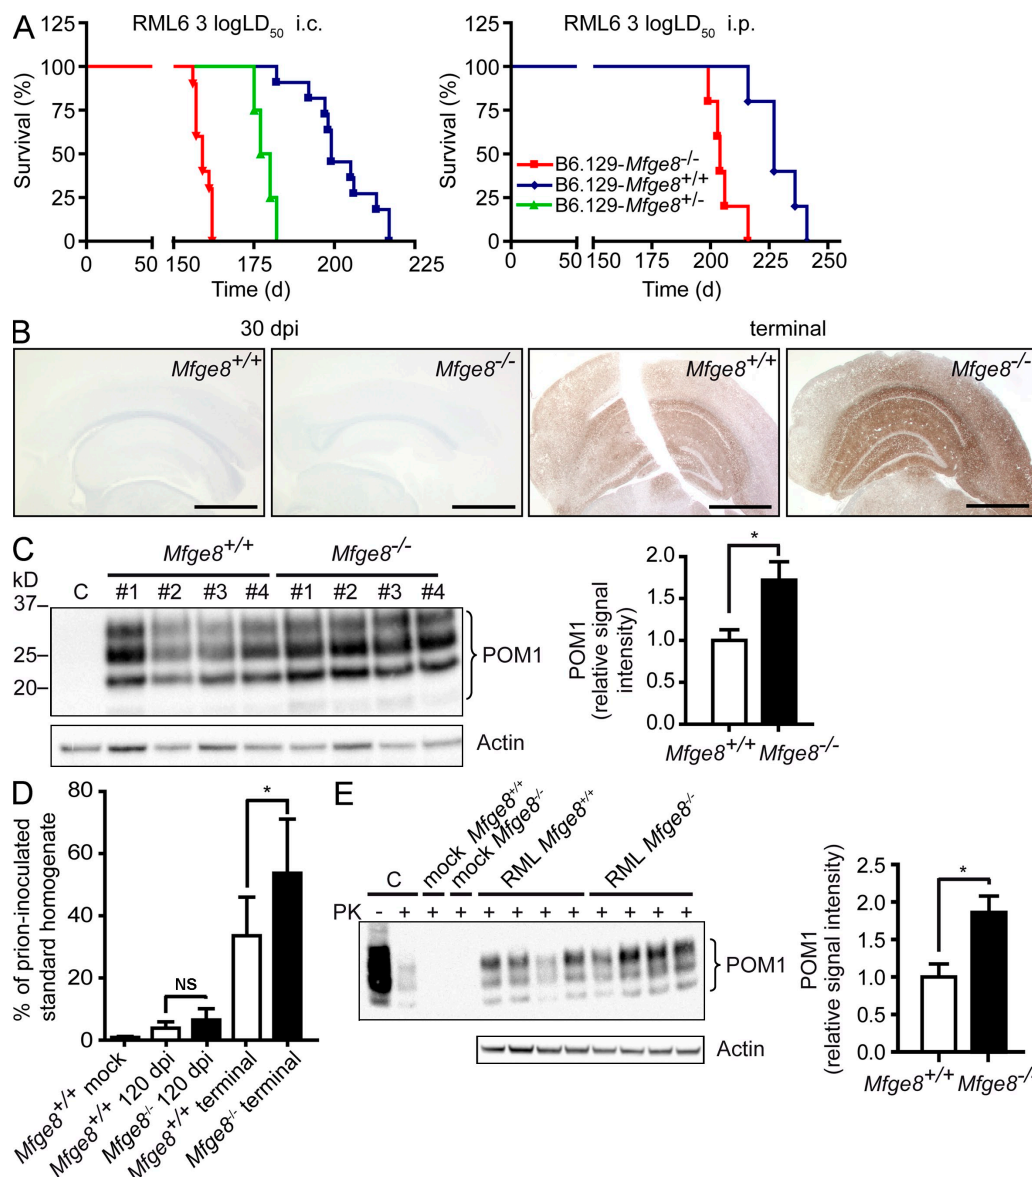 A
RML6 3 logLD50 i.c.
125
100
75
50
25
0
Survival (%)
0 50 150 175 200 225
Time (d)
RML6 3 logLD50 i.p.
125
100
75
50
25
0
Survival (%)
B6.129-Mfge8-/-
B6.129-Mfge8+/+
B6.129-Mfge8+/-
0 50 150 200 225 250
Time (d)
B
30 dpi
terminal
Mfge8+/+
Mfge8-/-
Mfge8+/+
Mfge8-/-
C
Mfge8+/+ Mfge8-/-
kD
C #1 #2 #3 #4 #1 #2 #3 #4
37
25
20
POM1
Actin
POM1
(relative signal
intensity)
2.0
1.5
1.0
0.5
0.0
*
Mfge8+/+ Mfge8-/-
D
% of prion-inoculated
standard homogenate
80
60
40
20
0
NS
*
Mfge8+/+ mock
Mfge8+/+ 120 dpi
Mfge8-/- 120 dpi
Mfge8+/+ terminal
Mfge8-/- terminal
E
C
mock Mfge8+/+
mock Mfge8-/-
RML Mfge8+/+
RML Mfge8-/-
PK - + + + + + + + + + + +
POM1
Actin
POM1
(relative signal intensity)
2.5
2.0
1.5
1.0
0.5
0.0
*
Mfge8+/+ Mfge8-/-